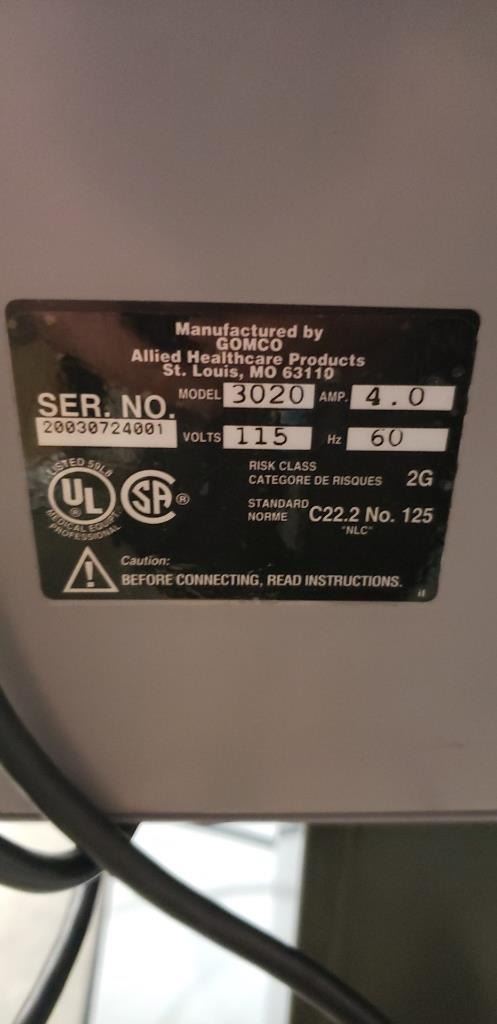 Manufactured by
GOMCO
Allied Healthcare Products
St. Louis, MO 63110
SER. NO. MODEL 3020 AMP. 4.0
20030724001 VOLTS 115 Hz 60
RISK CLASS
CATEGORE DE RISQUES 2G
STANDARD
NORME C22.2 No. 125
"NLC"
LISTED 59L8
UL ®
MEDICAL EQUIPT.
PROFESSIONAL
SA ®
Caution:
BEFORE CONNECTING, READ INSTRUCTIONS.